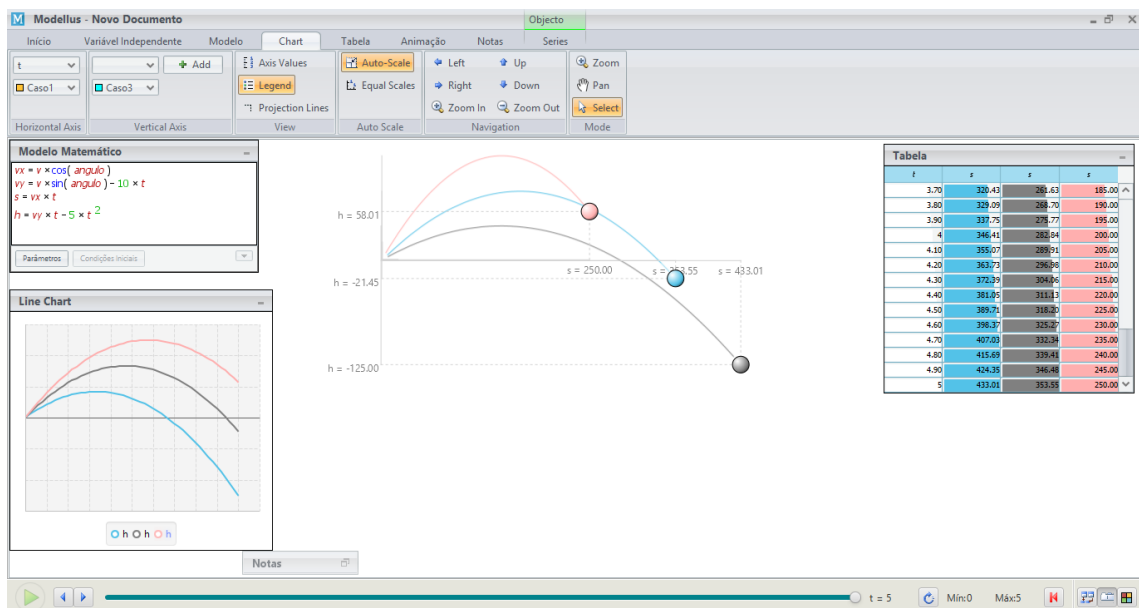 Modellus - Novo Documento
Objecto
Início Variável Independente Modelo Chart Tabela Animação Notas Series
t
Caso1
Horizontal Axis
Add
Caso3
Vertical Axis
Axis Values
Legend
Projection Lines
View
Auto-Scale
Equal Scales
Auto Scale
Left Up
Right Down
Zoom In Zoom Out
Navigation
Zoom
Pan
Select
Mode
Modelo Matemático
vx = v ×cos( angulo )
vy = v ×sin( angulo ) − 10 × t
s = vx × t
h = vy × t − 5 × t 2
Parâmetros Condições iniciais
Line Chart
h h h
h = 58.01
h = -21.45
h = -125.00
s = 250.00 s = 3 3.55 s = 433.01
Notas
Tabela
t s s s
3.70 320.43 261.63 185.00
3.80 329.09 268.70 190.00
3.90 337.75 275.77 195.00
4 346.41 282.84 200.00
4.10 355.07 289.91 205.00
4.20 363.73 296.98 210.00
4.30 372.39 304.06 215.00
4.40 381.05 311.13 220.00
4.50 389.71 318.20 225.00
4.60 398.37 325.27 230.00
4.70 407.03 332.34 235.00
4.80 415.69 339.41 240.00
4.90 424.35 346.48 245.00
5 433.01 353.55 250.00
t = 5 Mín:0 Máx:5